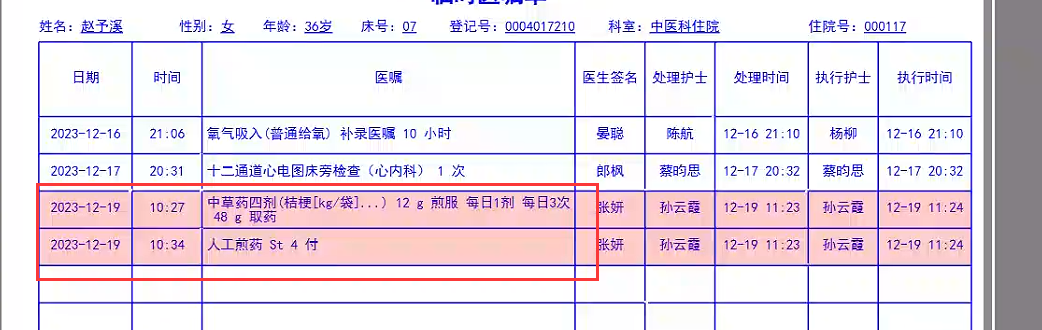 姓名: 赵予溪 性别: 女 年龄: 36岁 床号: 07 登记号: 0004017210 科室: 中医科住院 住院号: 000117
日期 时间 医嘱 医生签名 处理护士 处理时间 执行护士 执行时间
2023-12-16 21:06 氧气吸入(普通给氧) 补录医嘱 10 小时 晏聪 陈航 12-16 21:10 杨柳 12-16 21:10
2023-12-17 20:31 十二通道心电图床旁检查（心内科） 1 次 郎枫 蔡昀思 12-17 20:32 蔡昀思 12-17 20:32
2023-12-19 10:27 中草药四剂(桔梗[kg/袋]...) 12 g 煎服 每日1剂 每日3次 张妍 孙云霞 12-19 11:23 孙云霞 12-19 11:24
48 g 取药
2023-12-19 10:34 人工煎药 St 4 付 张妍 孙云霞 12-19 11:23 孙云霞 12-19 11:24